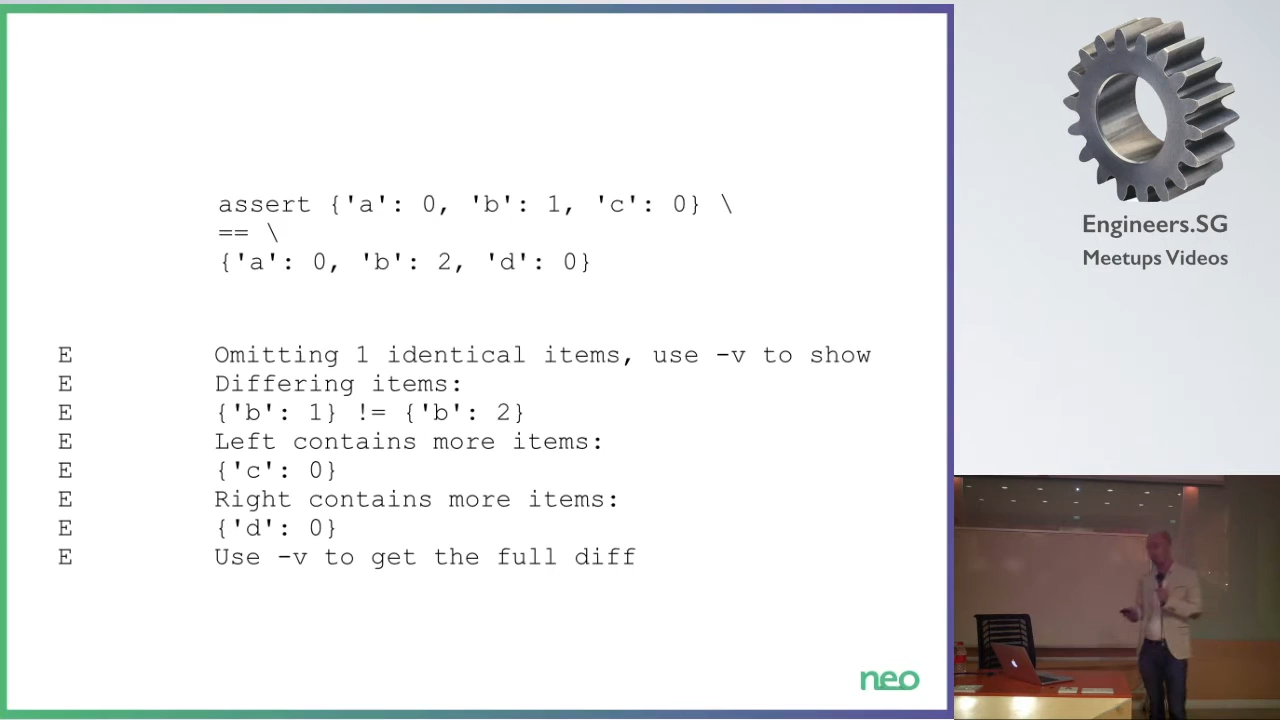 assert {'a': 0, 'b': 1, 'c': 0} \
== \
{'a': 0, 'b': 2, 'd': 0}
E Omitting 1 identical items, use -v to show
E Differing items:
E {'b': 1} != {'b': 2}
E Left contains more items:
E {'c': 0}
E Right contains more items:
E {'d': 0}
E Use -v to get the full diff
neo
Engineers.SG
Meetups Videos